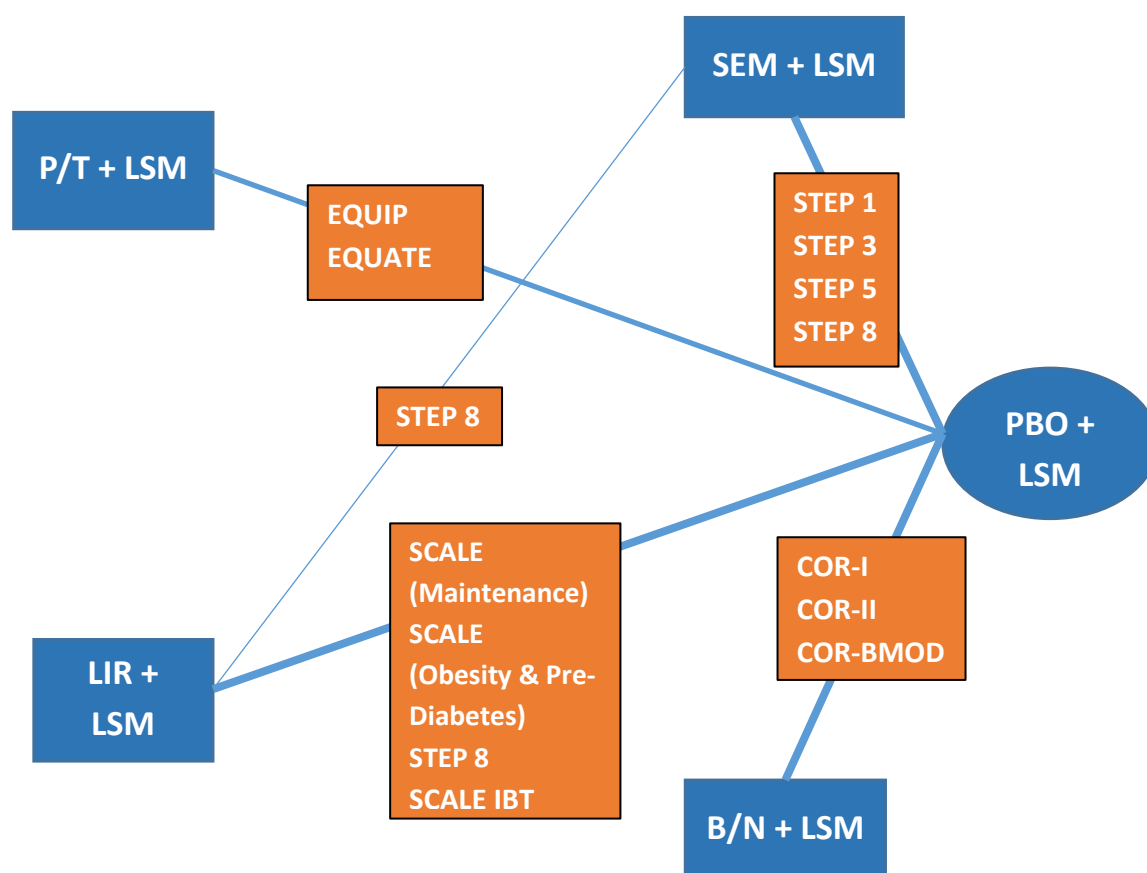 SEM + LSM
P/T + LSM
EQUIP
EQUATE
STEP 1
STEP 3
STEP 5
STEP 8
STEP 8
PBO +
LSM
SCALE
(Maintenance)
SCALE
(Obesity & Pre-
Diabetes)
STEP 8
SCALE IBT
COR-I
COR-II
COR-BMOD
LIR +
LSM
B/N + LSM